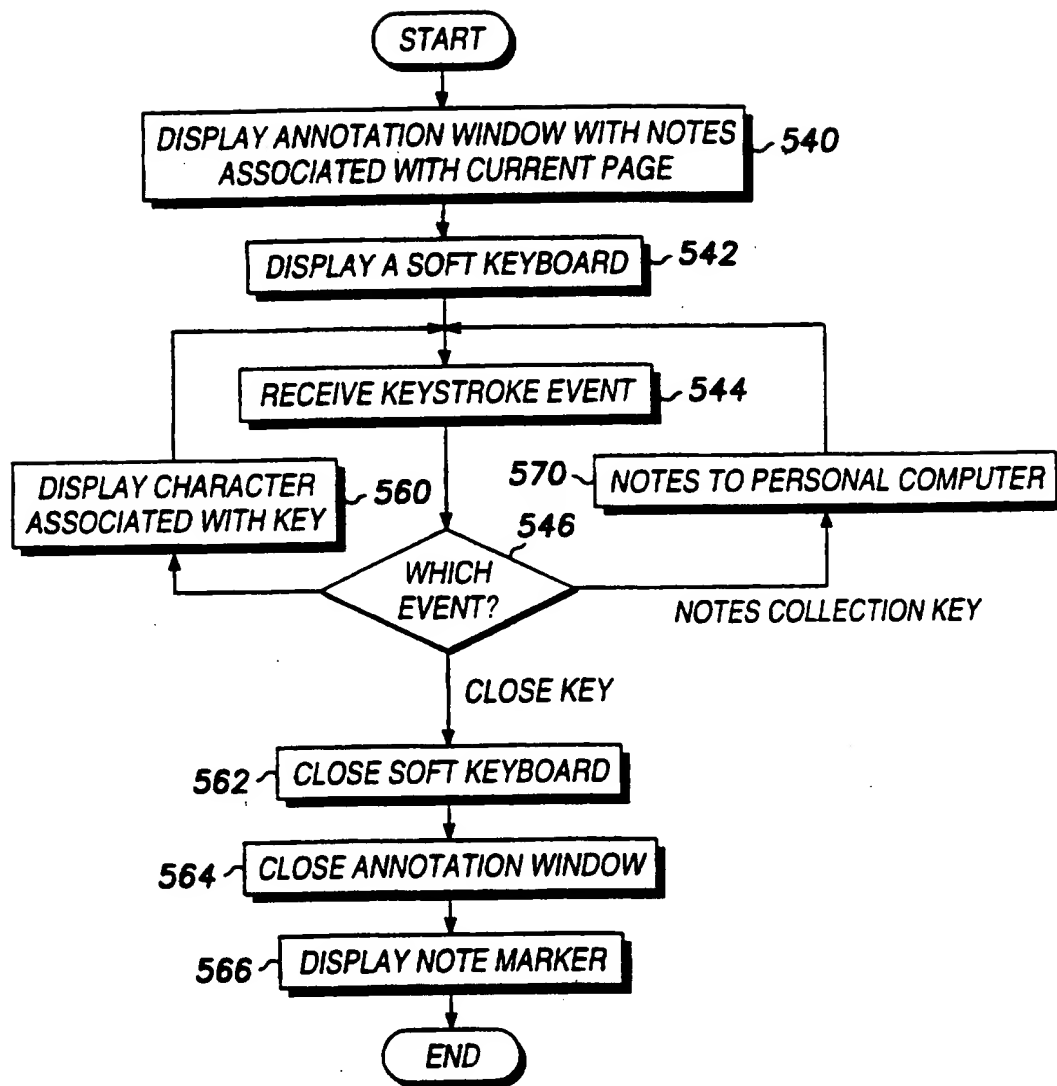 START
DISPLAY ANNOTATION WINDOW WITH NOTES
ASSOCIATED WITH CURRENT PAGE
540
DISPLAY A SOFT KEYBOARD
542
RECEIVE KEYSTROKE EVENT
544
DISPLAY CHARACTER
ASSOCIATED WITH KEY
560
570
NOTES TO PERSONAL COMPUTER
546
WHICH
EVENT?
NOTES COLLECTION KEY
CLOSE KEY
562
CLOSE SOFT KEYBOARD
564
CLOSE ANNOTATION WINDOW
566
DISPLAY NOTE MARKER
END